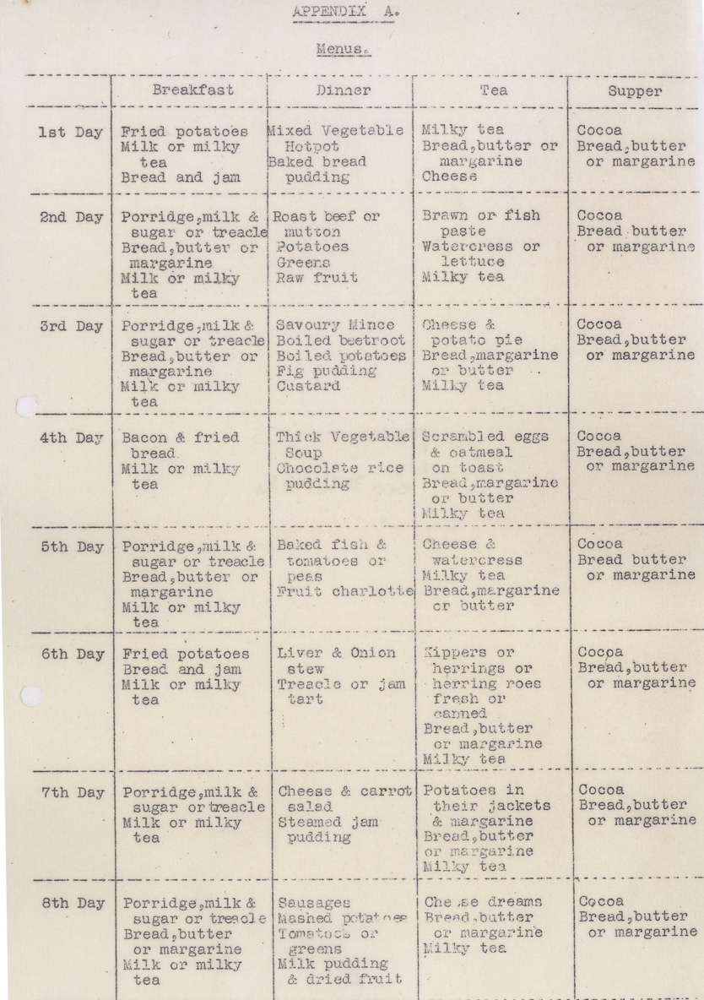 APPENDIX A.
Menus.
Breakfast Dinner Tea Supper
1st Day
Fried potatoes
Milk or milky
tea
Bread and jam
Mixed Vegetable
Hotpot
Baked bread
pudding
Milky tea
Bread,butter or
margarine
Cheese
Cocoa
Bread,butter
or margarine
2nd Day
Porridge,milk &
sugar or treacle
Bread,butter or
margarine
Milk or milky
tea
Roast beef or
mutton
Potatoes
Greens
Raw fruit
Brawn or fish
paste
Watercress or
lettuce
Milky tea
Cocoa
Bread butter
or margarine
3rd Day
Porridge,milk &
sugar or treacle
Bread,butter or
margarine
Milk or milky
tea
Savoury Mince
Boiled beetroot
Boiled potatoes
Fig pudding
Custard
Cheese &
potato pie
Bread,margarine
or butter
Milky tea
Cocoa
Bread,butter
or margarine
4th Day
Bacon & fried
bread.
Milk or milky
tea
Thick Vegetable
Soup
Chocolate rice
pudding
Scrambled eggs
& oatmeal
on toast
Bread,margarine
or butter
Milky tea
Cocoa
Bread,butter
or margarine
5th Day
Porridge,milk &
sugar or treacle
Bread,butter or
margarine
Milk or milky
tea
Baked fish &
tomatoes or
peas
Fruit charlotte
Cheese &
watercress
Milky tea
Bread,margarine
or butter
Cocoa
Bread butter
or margarine
6th Day
Fried potatoes
Bread and jam
Milk or milky
tea
Liver & Onion
stew
Treacle or jam
tart
Kippers or
herrings or
herring roes
fresh or
canned
Bread,butter
or margarine
Milky tea
Cocoa
Bread,butter
or margarine
7th Day
Porridge,milk &
sugar or treacle
Milk or milky
tea
Cheese & carrot
salad
Steamed jam
pudding
Potatoes in
their jackets
& margarine
Bread,butter
or margarine
Milky tea
Cocoa
Bread,butter
or margarine
8th Day
Porridge,milk &
sugar or treacle
Bread,butter
or margarine
Milk or milky
tea
Sausages
Mashed potatoes
Tomatoes or
greens
Milk pudding
& dried fruit
Cheese dreams
Bread,butter
or margarine
Milky tea
Cocoa
Bread,butter
or margarine